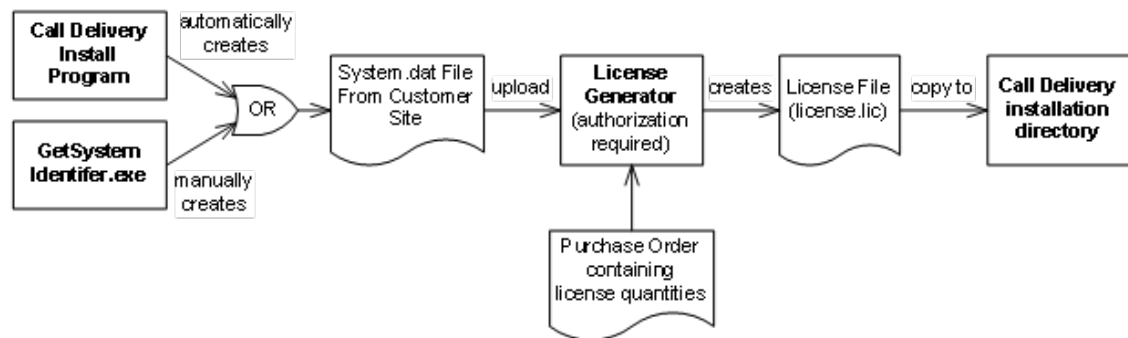 Call Delivery
Install
Program
automatically
creates
GetSystem
Identifer.exe
manually
creates
OR
System.dat File
From Customer
Site
upload
License
Generator
(authorization
required)
creates
License File
(license.lic)
copy to
Call Delivery
installation
directory
Purchase Order
containing
license quantities